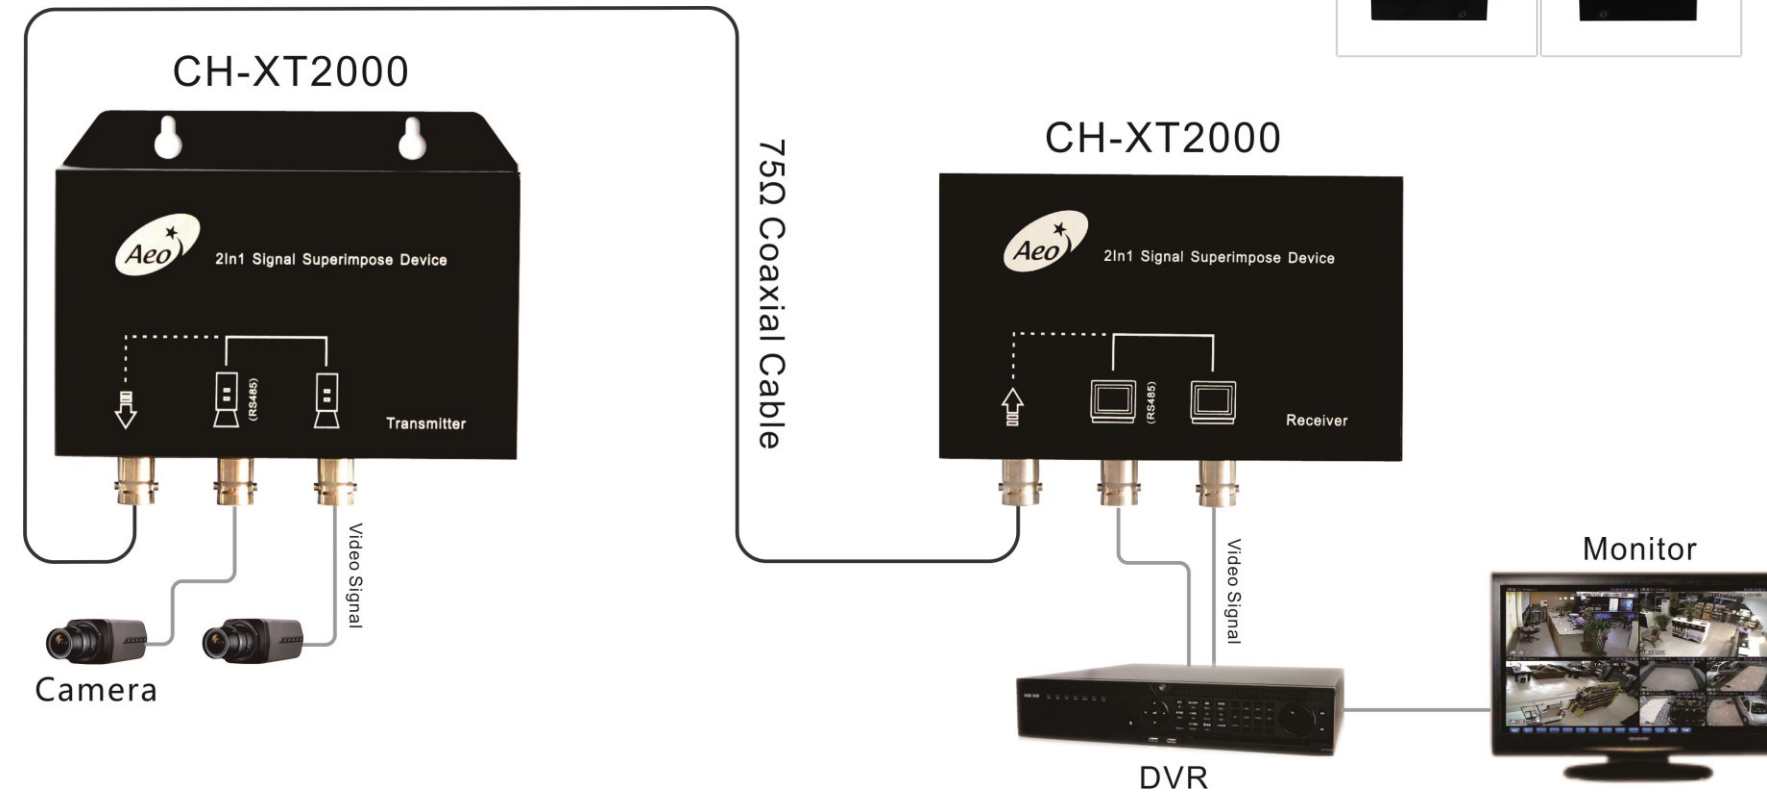 CH-XT2000
Aeo
2In1 Signal Superimpose Device
(RS485)
Transmitter
Video Signal
Camera
75Ω Coaxial Cable
CH-XT2000
Aeo
2In1 Signal Superimpose Device
(RS485)
Receiver
Video Signal
DVR
Monitor